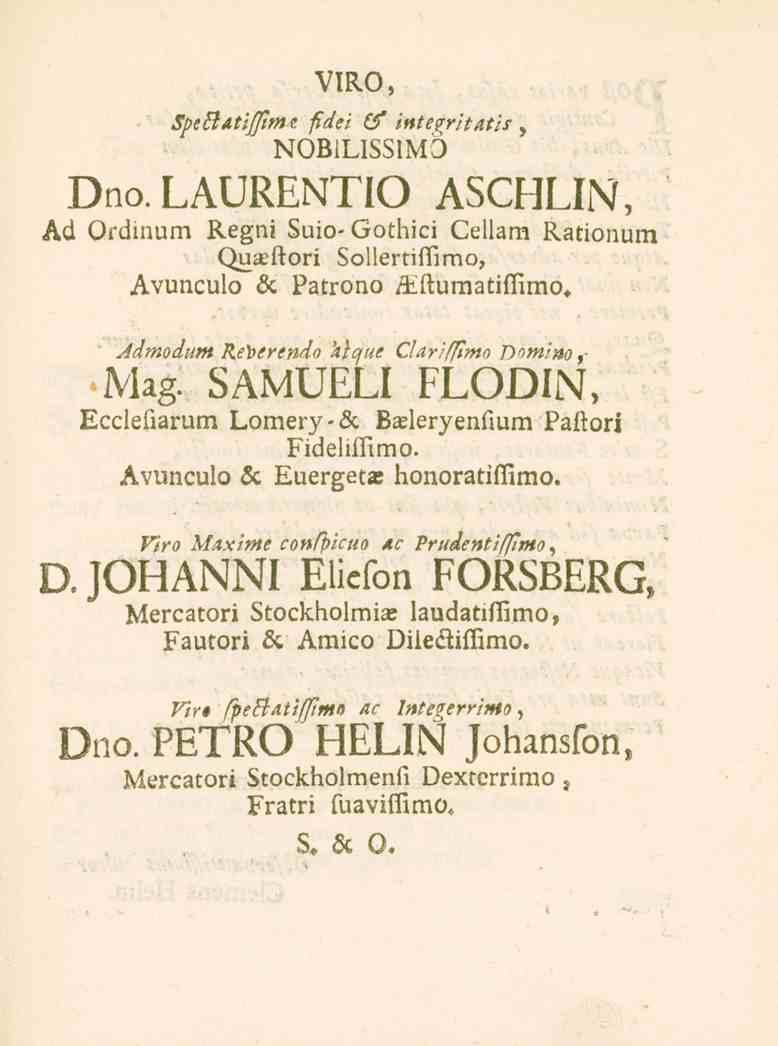 VIRO,
Spectatiſſimæ fidei & integritatis,
NOBILISSIMO
Dno. LAURENTIO ASCHLIN,
Ad Ordinum Regni Suio-Gothici Cellam Rationum
Quæſtori Sollertiſſimo,
Avunculo & Patrono Æſtumatiſſimo.
Admodum Reverendo atque Clariſſimo Domino,
Mag. SAMUELI FLODIN,
Eccleſiarum Lomery-& Bæleryenſium Paſtori
Fideliſſimo.
Avunculo & Euergetæ honoratiſſimo.
Viro Maxime conſpicuo ac Prudentiſſimo,
D. JOHANNI Elieſon FORSBERG,
Mercatori Stockholmiæ laudatiſſimo,
Fautori & Amico Dilectiſſimo.
Viro ſpectatiſſimo ac Integerrimo,
Dno. PETRO HELIN Johansſon,
Mercatori Stockholmenſi Dexterrimo,
Fratri ſuaviſſimo.
S. & O.